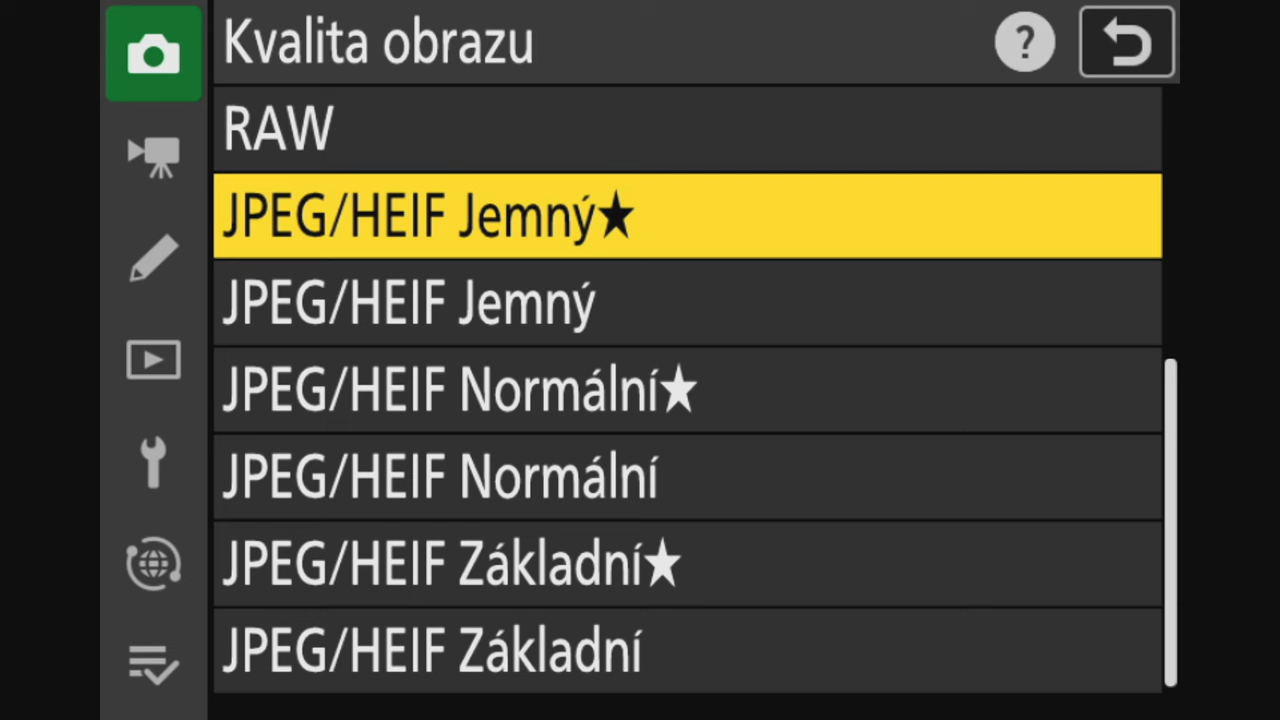 Kvalita obrazu ?
RAW
JPEG/HEIF Jemný★
JPEG/HEIF Jemný
JPEG/HEIF Normální★
JPEG/HEIF Normální
JPEG/HEIF Základní★
JPEG/HEIF Základní